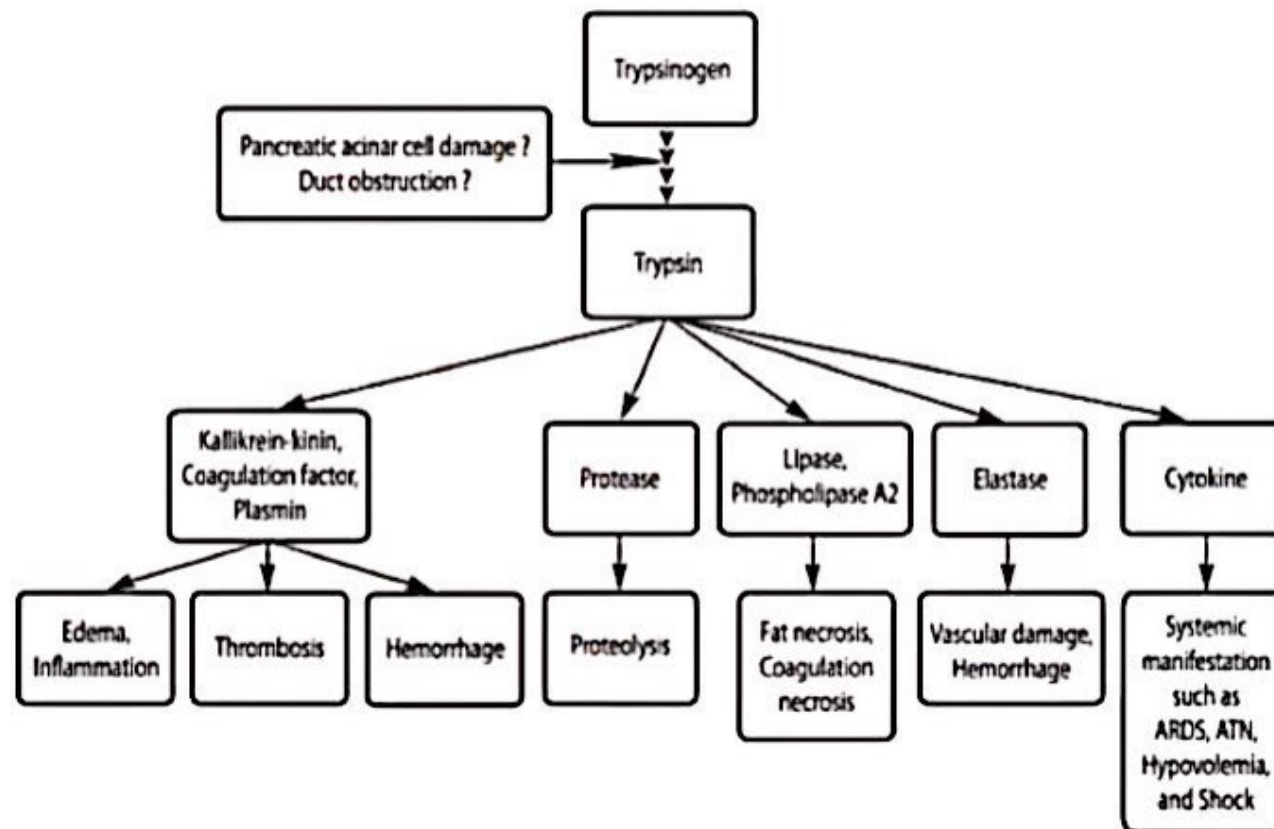 Trypsinogen
Pancreatic acinar cell damage ?
Duct obstruction ?
Trypsin
Kallikrein-kinin,
Coagulation factor,
Plasmin
Protease
Lipase,
Phospholipase A2
Elastase
Cytokine
Edema,
Inflammation
Thrombosis
Hemorrhage
Proteolysis
Fat necrosis,
Coagulation
necrosis
Vascular damage,
Hemorrhage
Systemic
manifestation
such as
ARDS, ATN,
Hypovolemia,
and Shock